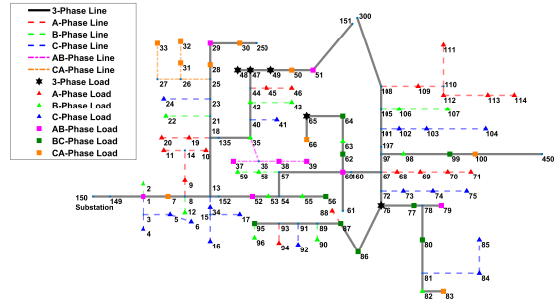 3-Phase Line
A-Phase Line
B-Phase Line
C-Phase Line
AB-Phase Line
CA-Phase Line
3-Phase Load
A-Phase Load
B-Phase Load
C-Phase Load
AB-Phase Load
BC-Phase Load
CA-Phase Load
300
151
111
33 32 29 30 250
31 28 48 47 49 50 51
27 26 25 44 45 46 108 109 110
112 113 114
24 23 42 43 65 64
22 21 40 41 105 106 107
18 66 63 101 102 103 104
20 19 135 35 197
11 14 10 62 97 98 99 100 450
37 36 38 39
59 58 57 60 160 67 68 69 70 71
9
2 13 72 73 74 75
150 149 1 7 8 152 52 53 54 55 56
Substation
88 61 76 77 78 79
12 34
3 5 15 17
4 6 95 93 91 89 87
80 85
16 96 94 92 90 86
81 84
82 83